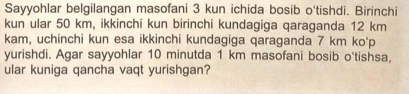 Sayyohlar belgilangan masofani 3 kun ichida bosib o'tishdi. Birinchi
kun ular 50 km, ikkinchi kun birinchi kundagiga qaraganda 12 km
kam, uchinchi kun esa ikkinchi kundagiga qaraganda 7 km ko'p
yurishdi. Agar sayyohlar 10 minutda 1 km masofani bosib o'tishsa,
ular kuniga qancha vaqt yurishgan?